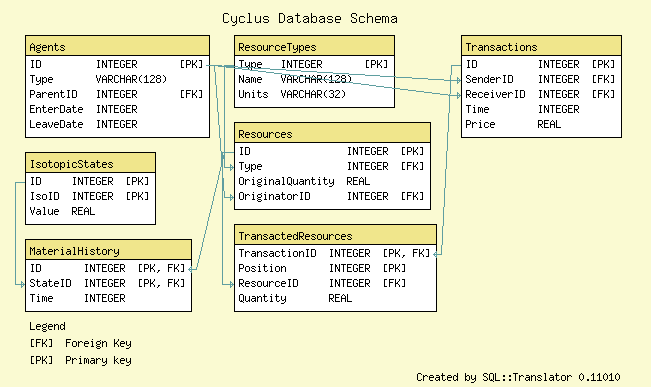 Cyclus Database Schema
Agents
ID INTEGER [PK]
Type VARCHAR(128)
ParentID INTEGER [FK]
EnterDate INTEGER
LeaveDate INTEGER
ResourceTypes
Type INTEGER [PK]
Name VARCHAR(128)
Units VARCHAR(32)
Transactions
ID INTEGER [PK]
SenderID INTEGER [FK]
ReceiverID INTEGER [FK]
Time INTEGER
Price REAL
Resources
ID INTEGER [PK]
Type INTEGER [FK]
OriginalQuantity REAL
OriginatorID INTEGER [FK]
IsotopicStates
ID INTEGER [PK]
IsoID INTEGER [PK]
Value REAL
TransactedResources
TransactionID INTEGER [PK, FK]
Position INTEGER [PK]
ResourceID INTEGER [FK]
Quantity REAL
MaterialHistory
ID INTEGER [PK, FK]
StateID INTEGER [PK, FK]
Time INTEGER
Legend
[FK] Foreign Key
[PK] Primary key
Created by SQL::Translator 0.11010